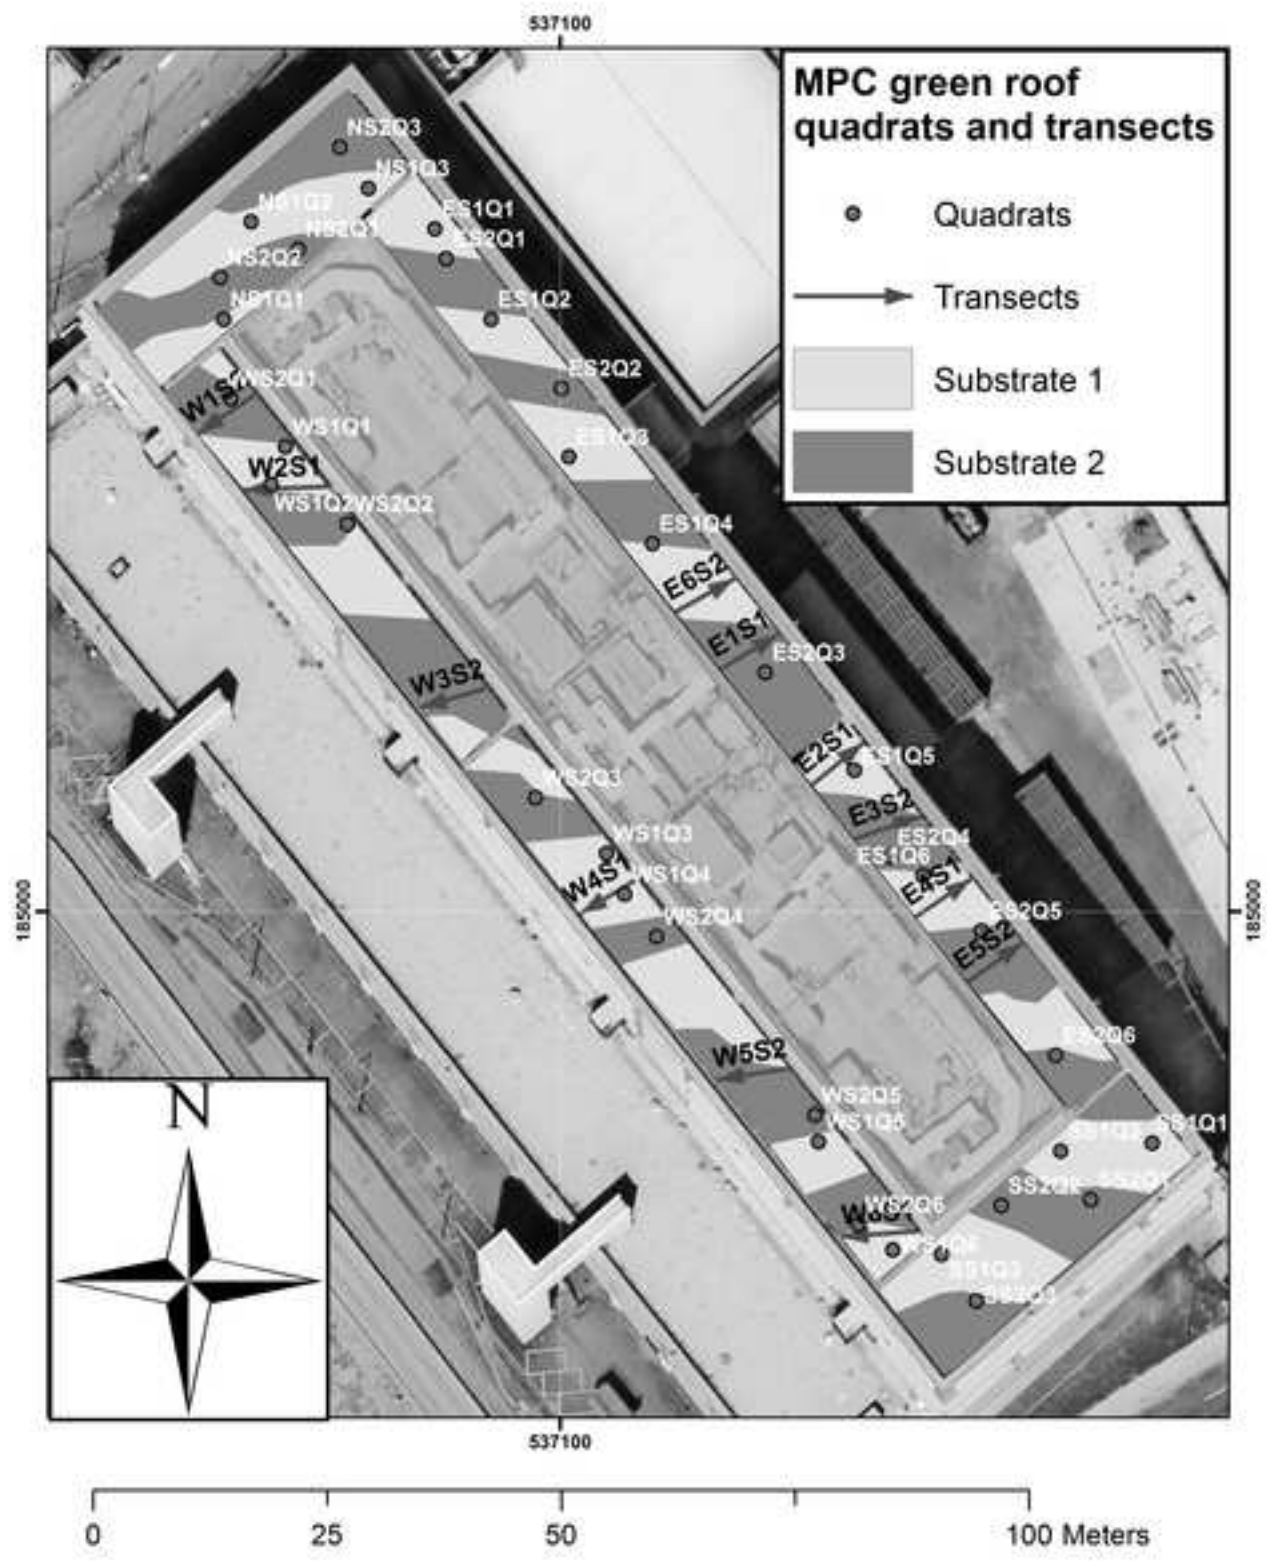 537100
MPC green roof
quadrats and transects
Quadrats
Transects
Substrate 1
Substrate 2
NS2Q3
NS1Q3
NS1Q2
NS2Q1
ES1Q1
ES2Q1
NS2Q2
NS1Q1
ES1Q2
WS2Q1
ES2Q2
WS1Q1
ES1Q3
W2S1
WS1Q2 WS2Q2
ES1Q4
E6S2
E1S1
ES2Q3
W3S2
E2S1
ES1Q5
WS2Q3
E3S2
WS1Q3
ES2Q4
ES1Q6
W4S1
WS1Q4
E4S1
185000
WS2Q4
ES2Q5
185000
E5S2
ES2Q6
W5S2
WS2Q5
WS1Q5
SS1Q1
SS2Q2
SS2Q1
WS2Q6
SS1Q3
N
537100
0
25
50
100 Meters